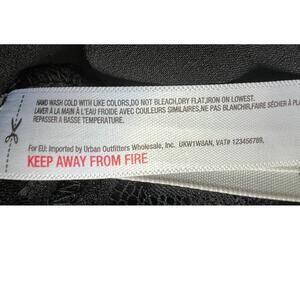 HAND WASH COLD WITH LIKE COLORS,DO NOT BLEACH,DRY FLAT,IRON ON LOWEST.
LAVER À LA MAIN À L'EAU FROIDE AVEC COULEURS SIMILAIRES,NE PAS BLANCHIR,FAIRE SÉCHER À PLAT
REPASSER A BASSE TEMPERATURE.
For EU: Imported by Urban Outfitters Wholesale, Inc. UKW1W8AN, VAT# 123456789,
KEEP AWAY FROM FIRE